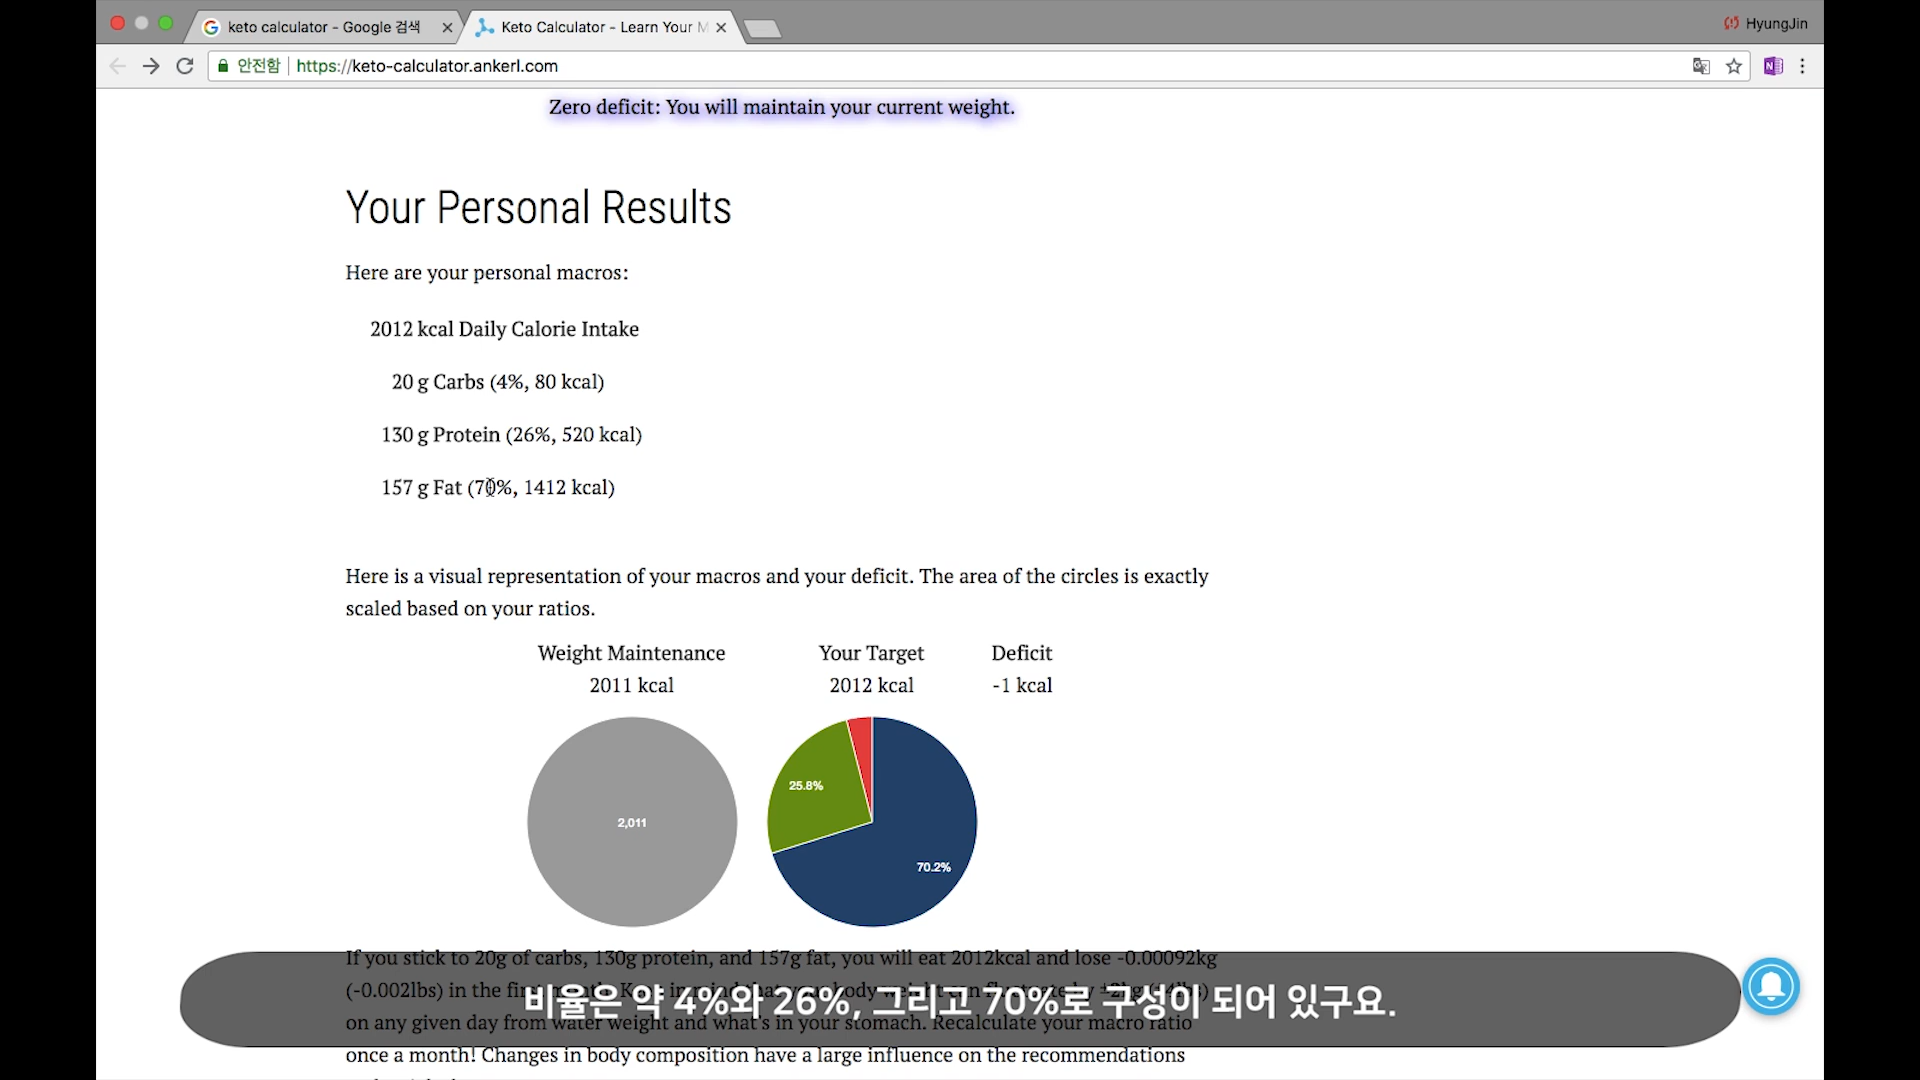 keto calculator - Google 검색
Keto Calculator - Learn Your M
HyungJin
안전함
https://keto-calculator.ankerl.com
Zero deficit: You will maintain your current weight.
Your Personal Results
Here are your personal macros:
2012 kcal Daily Calorie Intake
20 g Carbs (4%, 80 kcal)
130 g Protein (26%, 520 kcal)
157 g Fat (70%, 1412 kcal)
Here is a visual representation of your macros and your deficit. The area of the circles is exactly
scaled based on your ratios.
Weight Maintenance
2011 kcal
Your Target
2012 kcal
Deficit
-1 kcal
2,011
25.8%
70.2%
If you stick to 20g of carbs, 130g protein, and 157g fat, you will eat 2012kcal and lose -0.00092kg
(-0.002lbs) in the
비율은 약 4%와 26%, 그리고 70%로 구성이 되어 있구요.
on any given day from water weight and what's in your stomach. Recalculate your macro ratio
once a month! Changes in body composition have a large influence on the recommendations